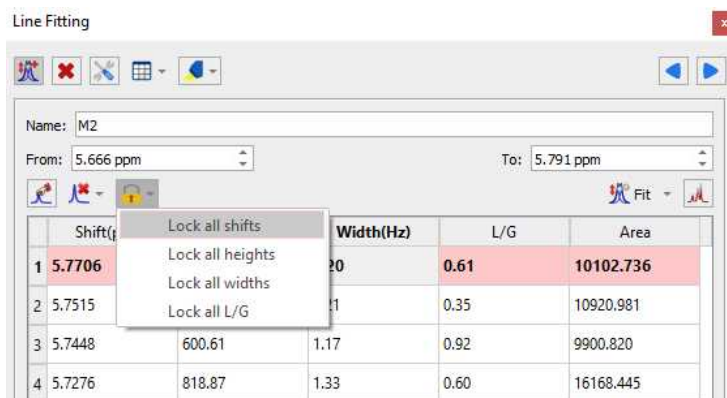 Line Fitting
Name: M2
From: 5.666 ppm To: 5.791 ppm
Fit
Lock all shifts
Lock all heights
Lock all widths
Lock all L/G
Width(Hz) L/G Area
1 5.7706 0.61 10102.736
2 5.7515 0.35 10920.981
3 5.7448 600.61 1.17 0.92 9900.820
4 5.7276 818.87 1.33 0.60 16168.445